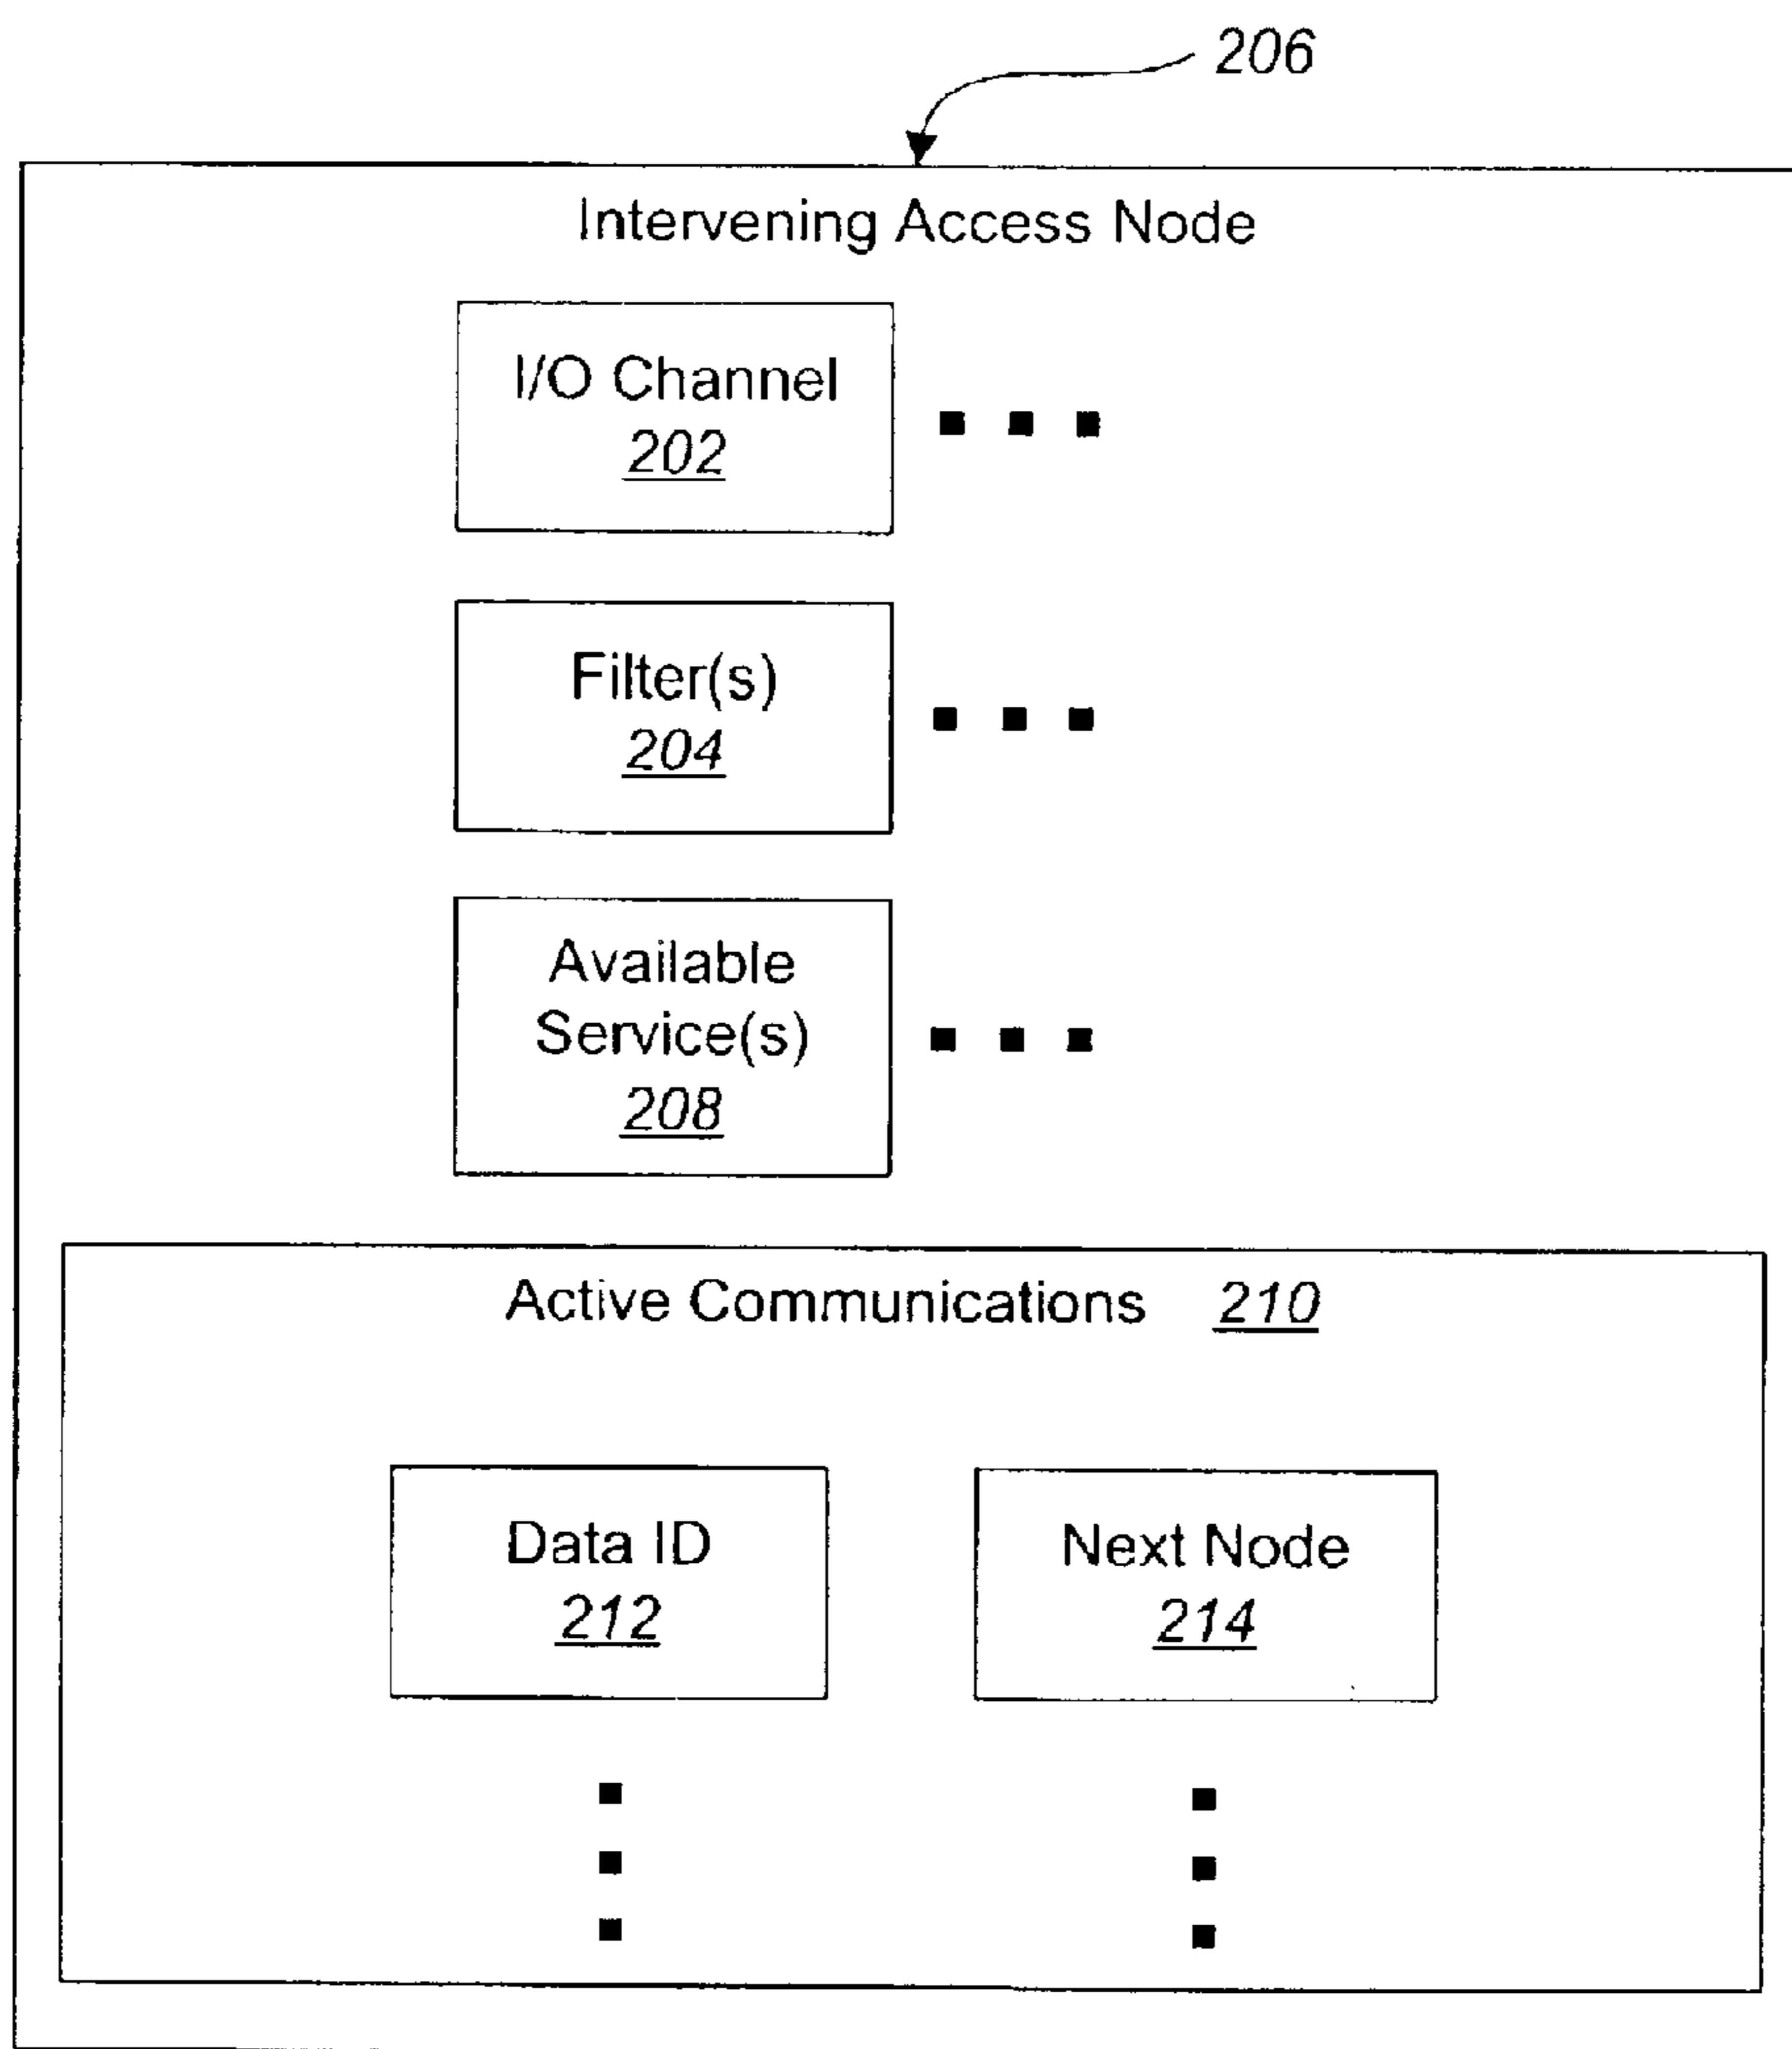 206
Intervening Access Node
I/O Channel
202
Filter(s)
204
Available
Service(s)
208
Active Communications 210
Data ID
212
Next Node
214